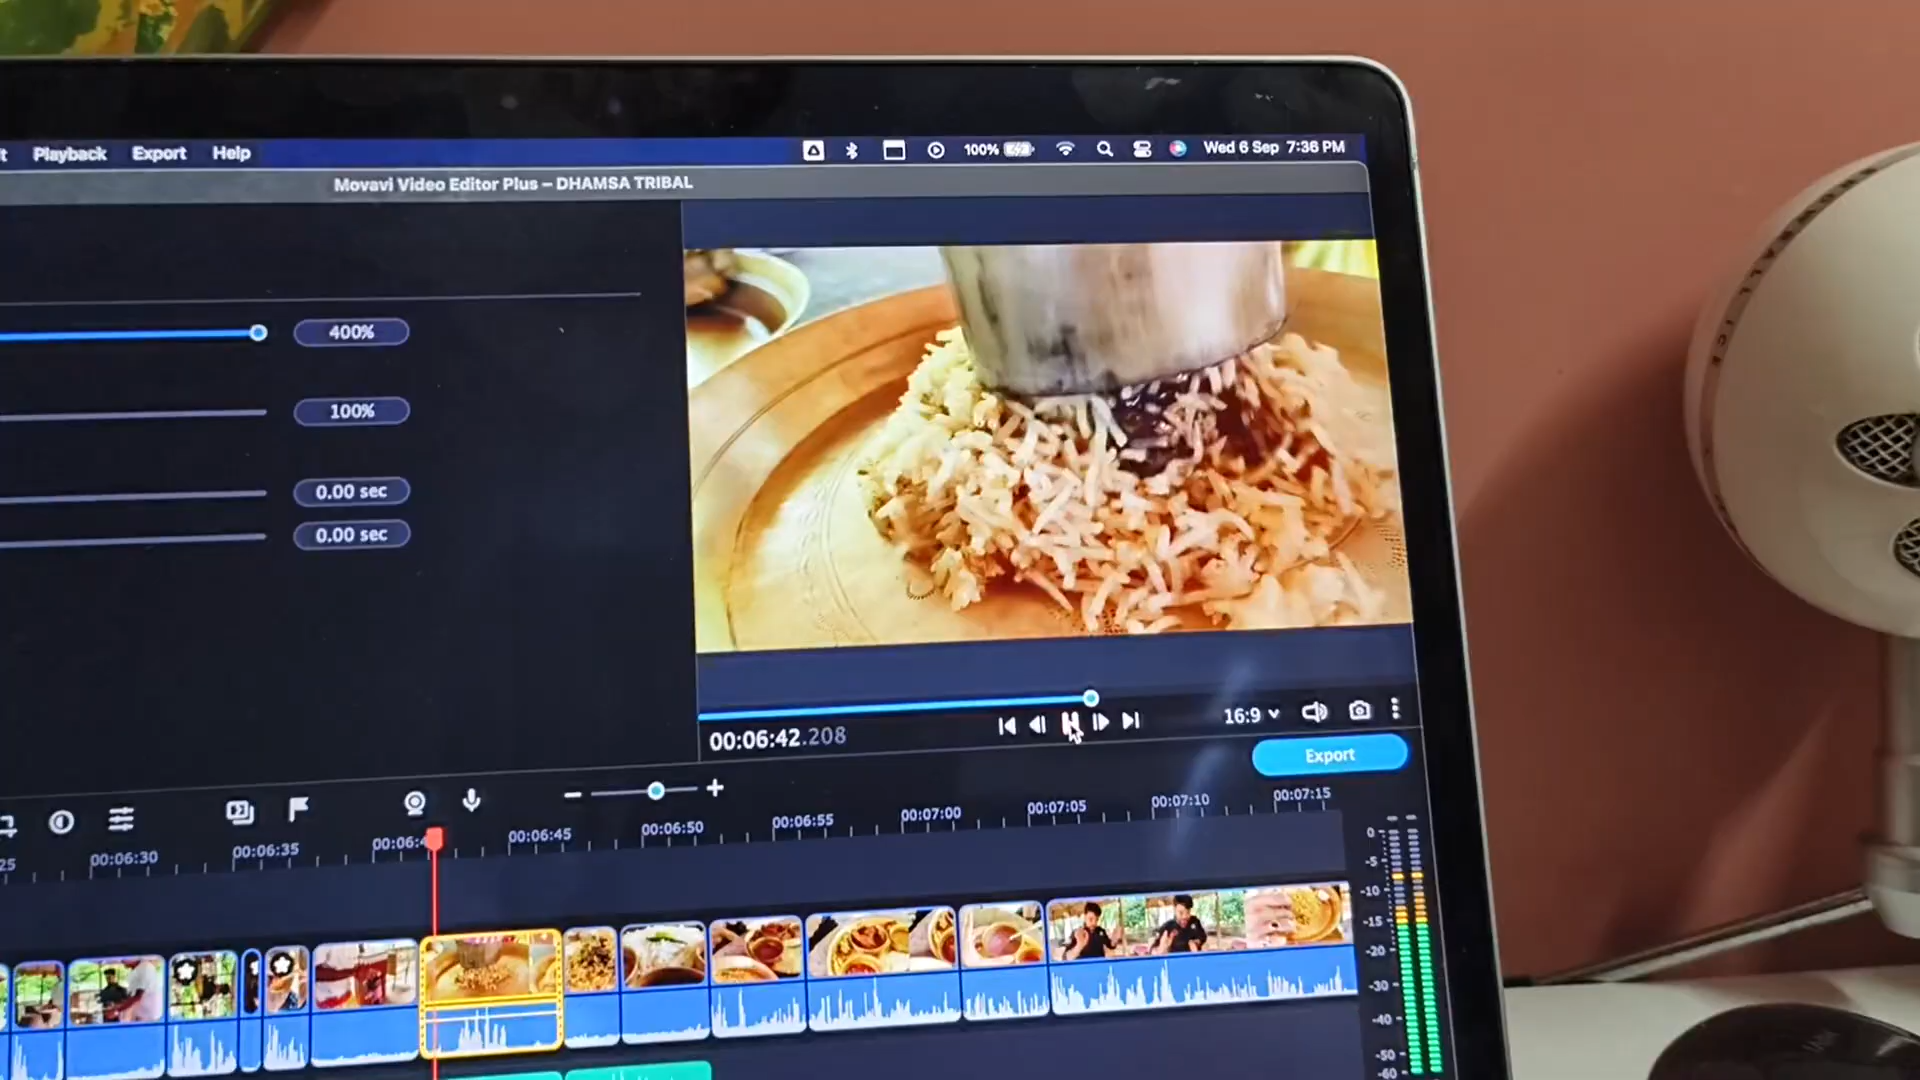 Playback Export Help
100% Wed 6 Sep 7:36 PM
Movavi Video Editor Plus – DHAMSA TRIBAL
400%
100%
0.00 sec
0.00 sec
00:06:42.208
16:9
Export
00:06:30 00:06:35 00:06:45 00:06:50 00:06:55 00:07:00 00:07:05 00:07:10 00:07:15
0
-5
-10
-15
-20
-30
-40
-50
-60